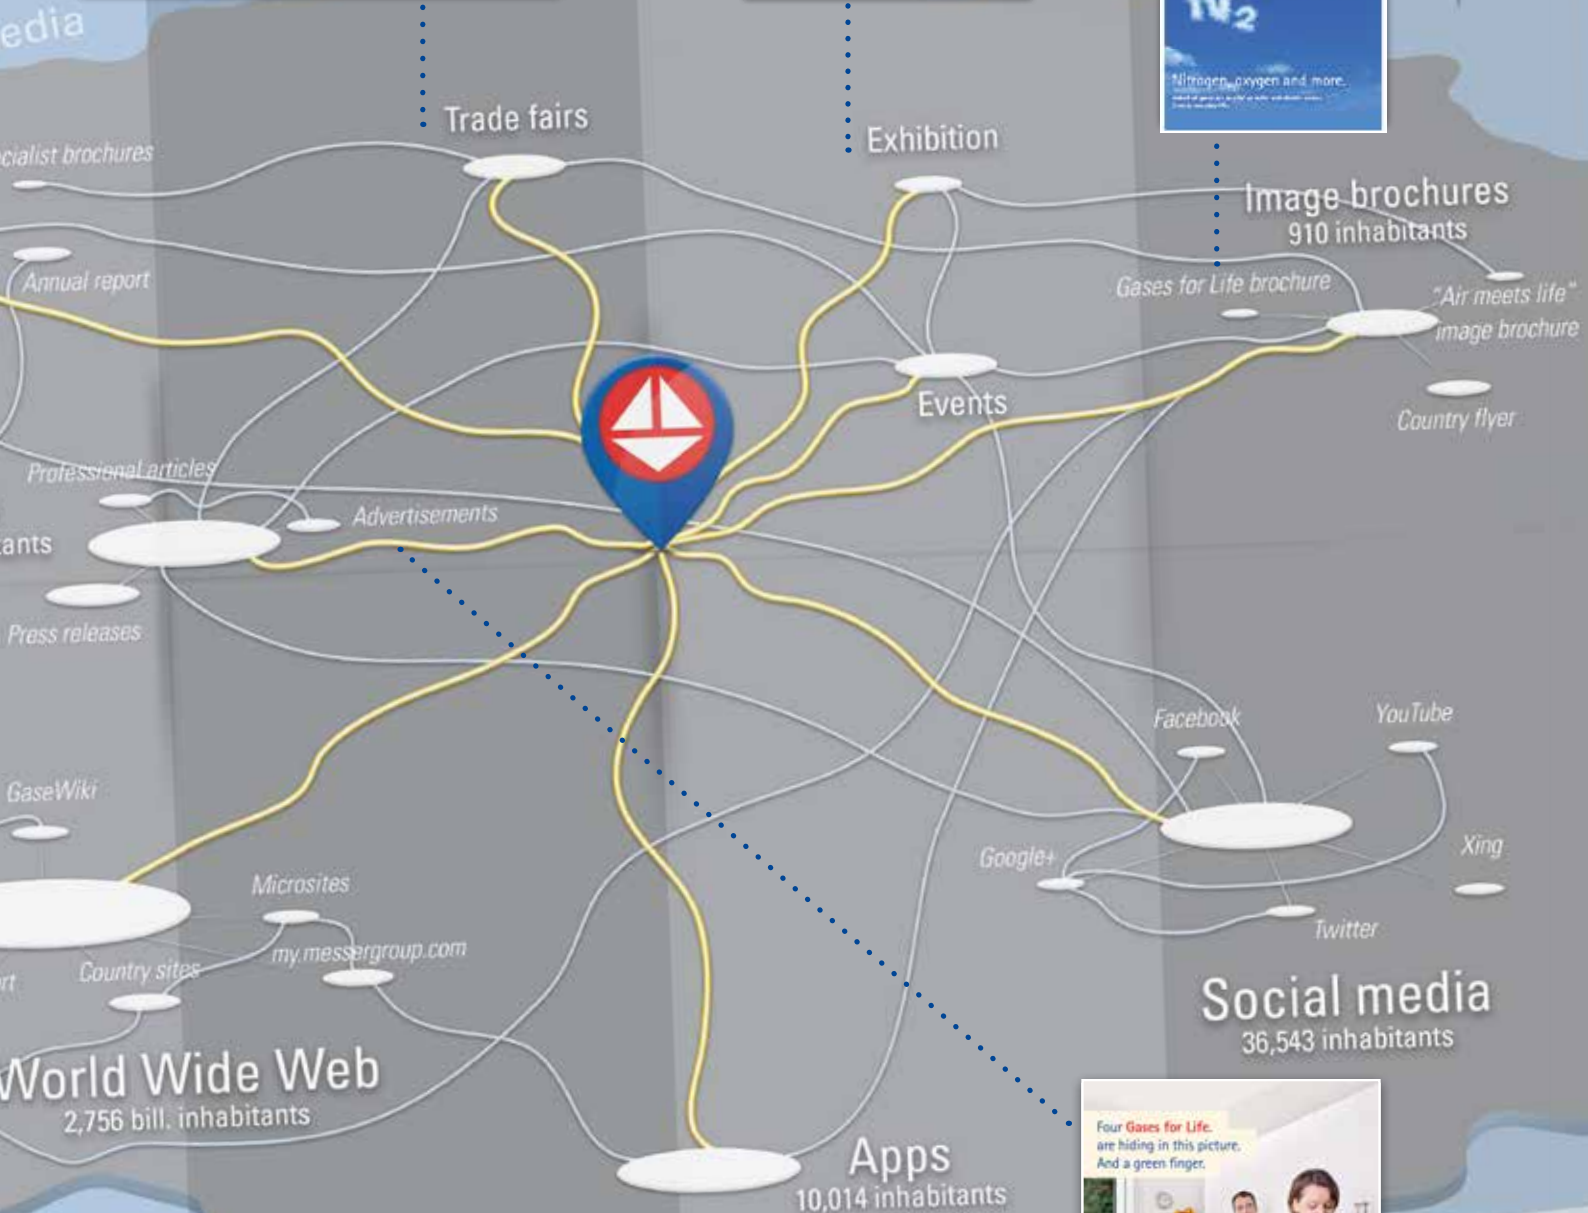 edia
N2
Nitrogen, oxygen and more.
Trade fairs
Exhibition
cialist brochures
Image brochures
910 inhabitants
Annual report
Gases for Life brochure
"Air meets life"
image brochure
Country flyer
Events
Professional articles
Advertisements
tants
Press releases
Facebook
YouTube
GaseWiki
Google+
Xing
Microsites
my.messergroup.com
Country sites
rt
Twitter
Social media
36,543 inhabitants
World Wide Web
2,756 bill. inhabitants
Four Gases for Life.
are hiding in this picture.
And a green finger.
Apps
10,014 inhabitants